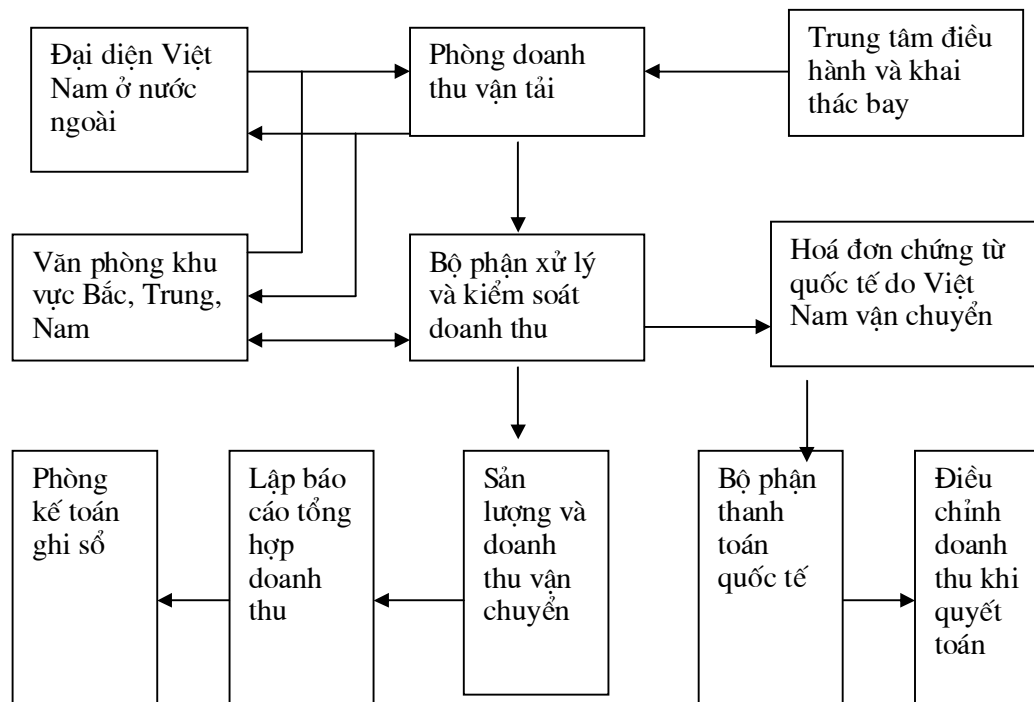 Đại diện Việt
Nam ở nước
ngoài
Phòng doanh
thu vận tải
Trung tâm điều
hành và khai
thác bay
Văn phòng khu
vực Bắc, Trung,
Nam
Bộ phận xử lý
và kiểm soát
doanh thu
Hoá đơn chứng từ
quốc tế do Việt
Nam vận chuyển
Phòng
kế toán
ghi sổ
Lập báo
cáo tổng
hợp
doanh
thu
Sản
lượng và
doanh
thu vận
chuyển
Bộ phận
thanh
toán
quốc tế
Điều
chỉnh
doanh
thu khi
quyết
toán